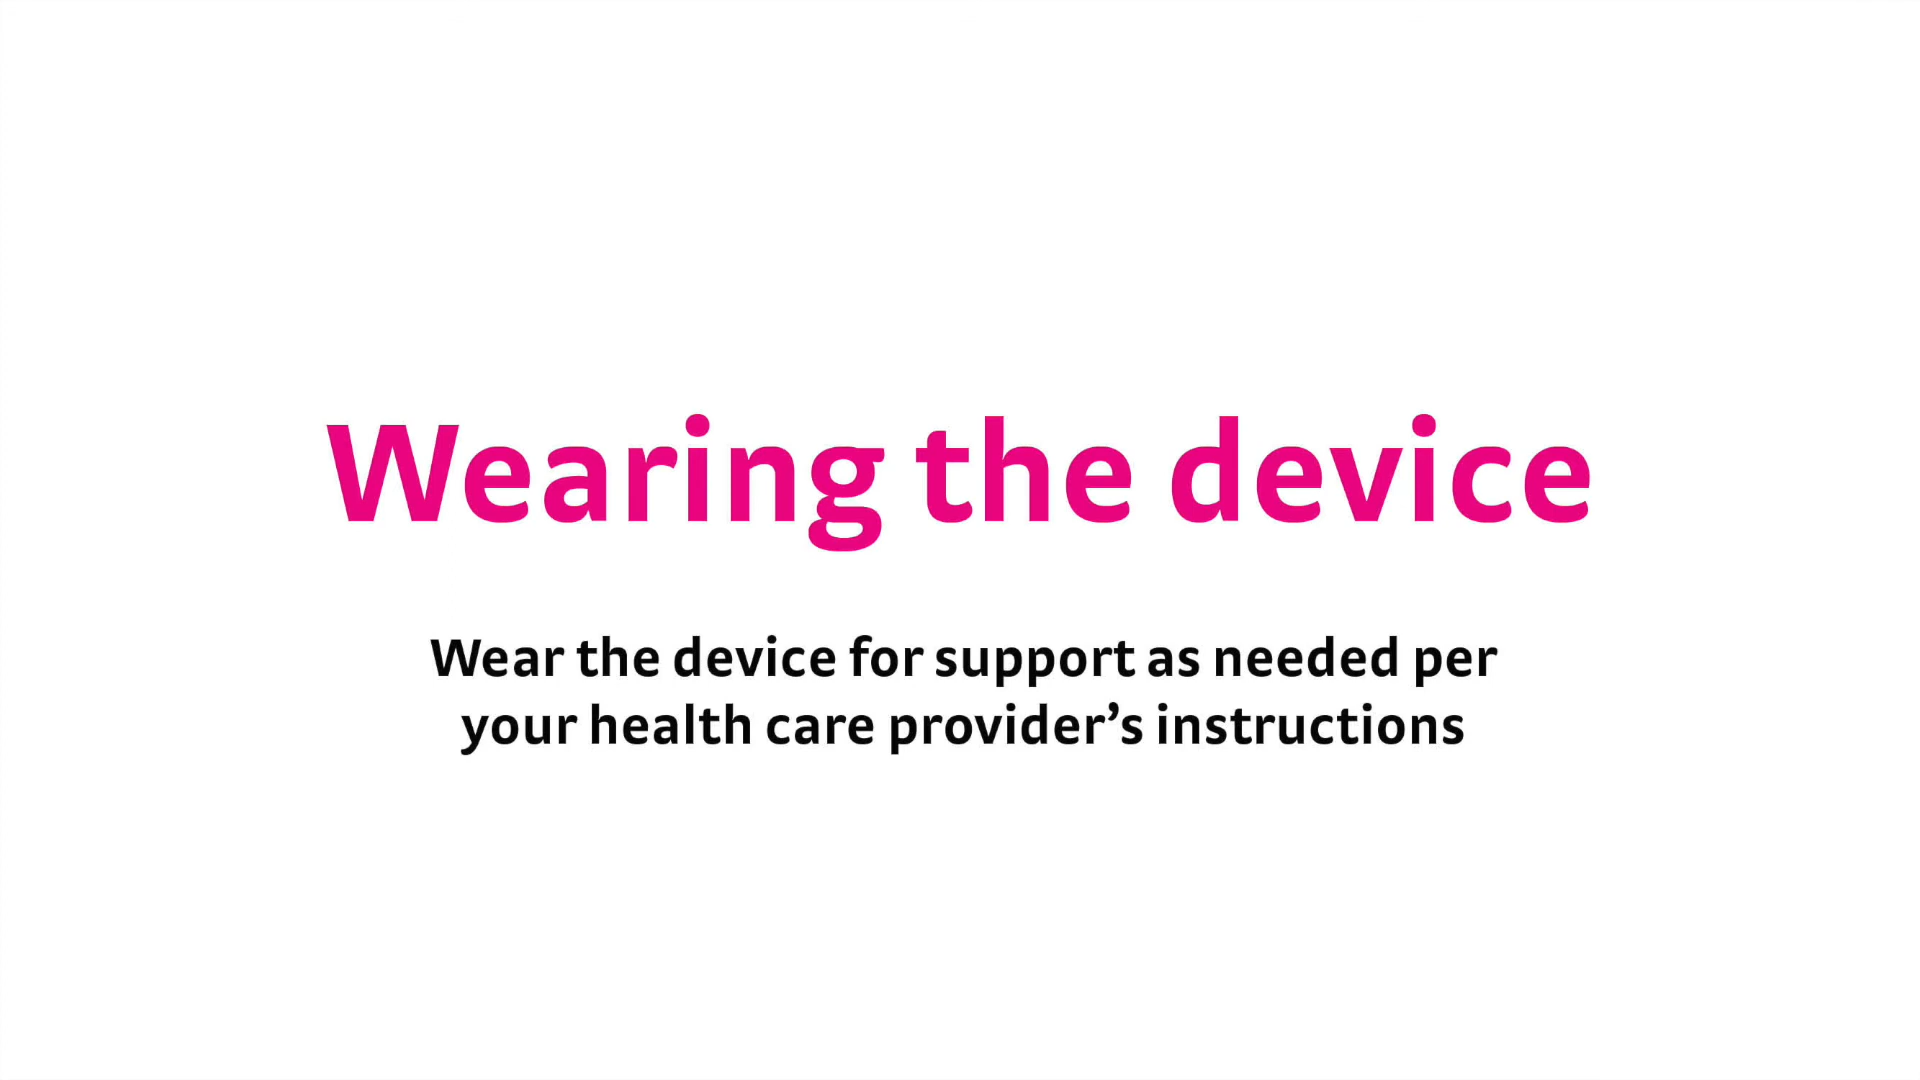 Wearing the device
Wear the device for support as needed per
your health care provider’s instructions